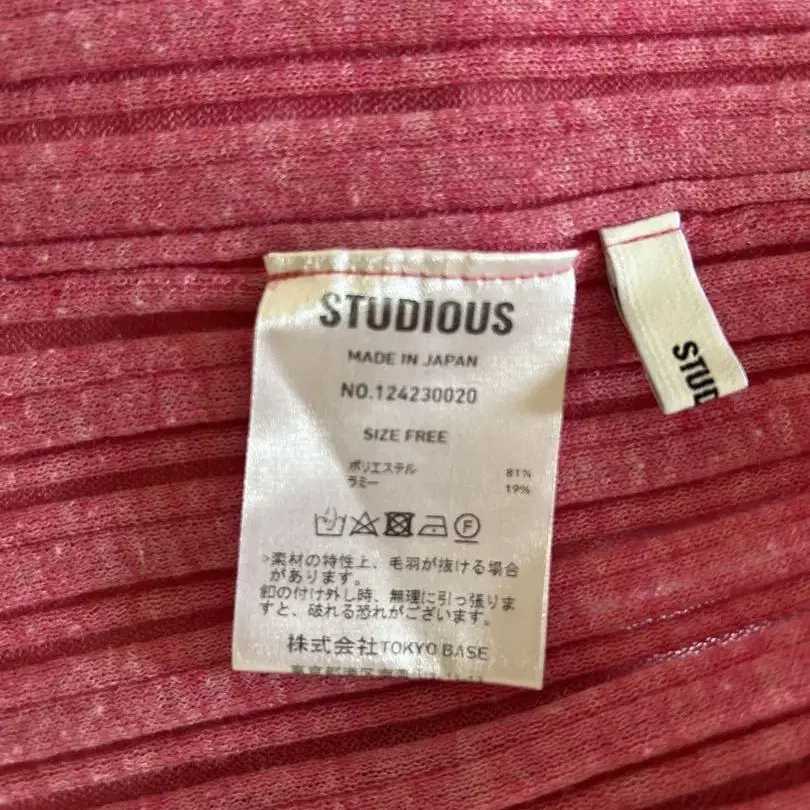 STUDIOUS
MADE IN JAPAN
NO.124230020
SIZE FREE
ポリエステル 81%
ラミー 19%
F
>素材の特性上、毛羽が抜ける場合
があります。
釦の付け外し時、無理に引っ張りま
すと、破れる恐れがございます。
株式会社TOKYO BASE
STUD